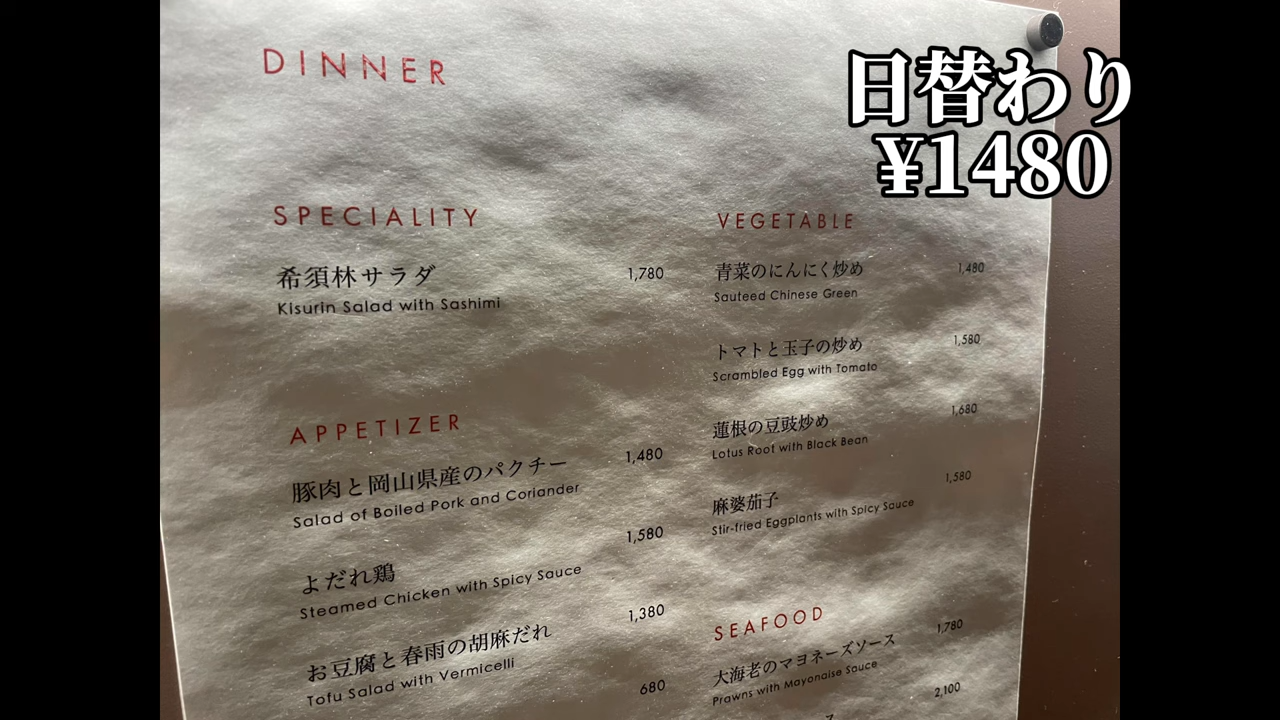 日替わり
¥1480
DINNER
SPECIALITY
希須林サラダ 1,780
Kisurin Salad with Sashimi
APPETIZER
豚肉と岡山県産のパクチー 1,480
Salad of Boiled Pork and Coriander
よだれ鶏 1,580
Steamed Chicken with Spicy Sauce
お豆腐と春雨の胡麻だれ 1,380
Tofu Salad with Vermicelli
680
VEGETABLE
青菜のにんにく炒め 1,480
Sauteed Chinese Green
トマトと玉子の炒め 1,580
Scrambled Egg with Tomato
蓮根の豆豉炒め 1,680
Lotus Root with Black Bean
麻婆茄子 1,580
Stir-fried Eggplants with Spicy Sauce
SEAFOOD
大海老のマヨネーズソース 1,780
Prawns with Mayonaise Sauce
2,100